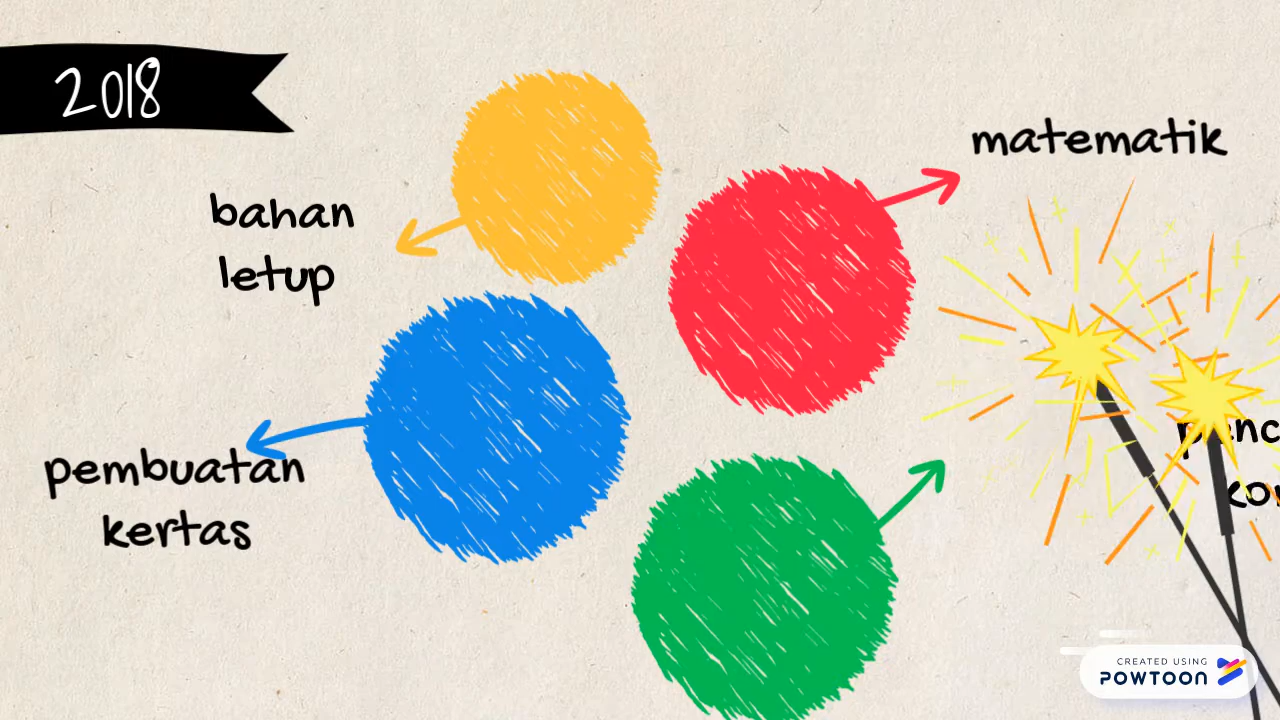 2018
matematik
bahan
letup
pembuatan
kertas
CREATED USING
POWTOON